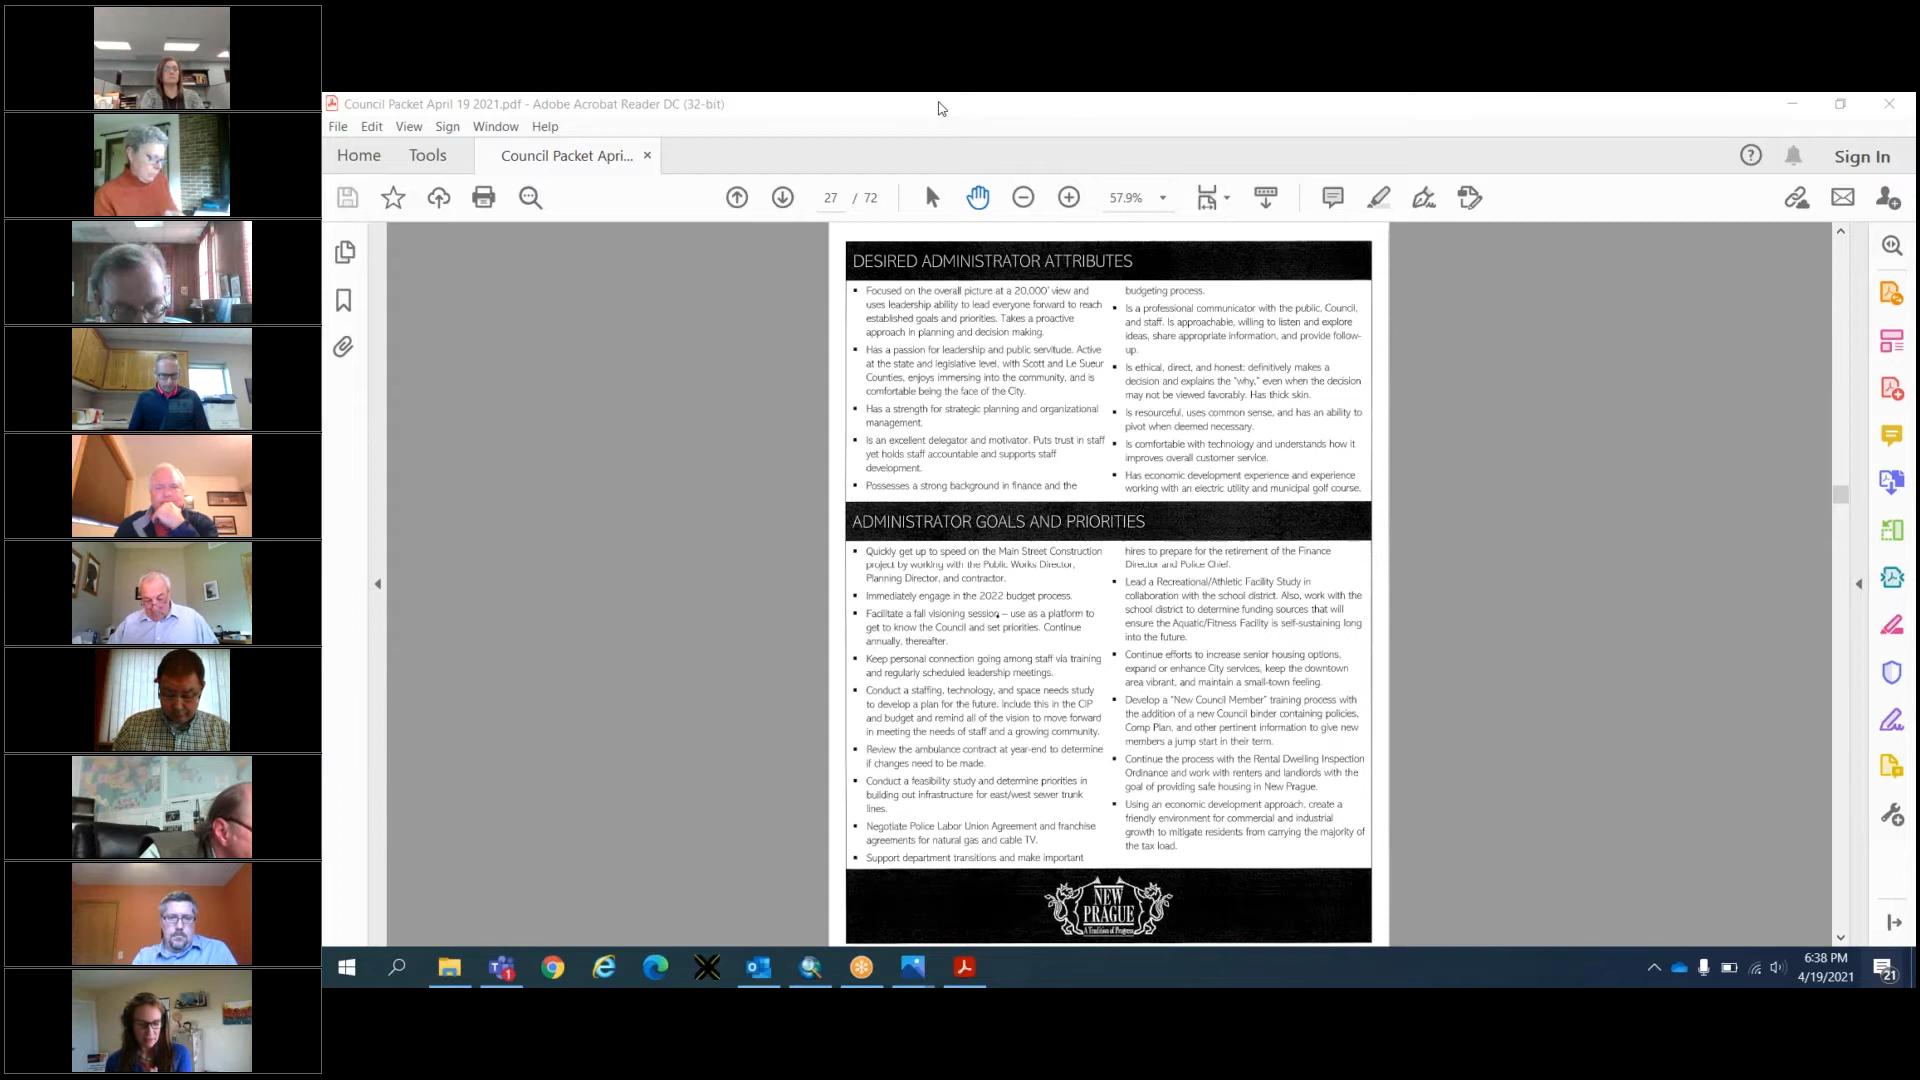 Council Packet April 19 2021.pdf - Adobe Acrobat Reader DC (32-bit)
File Edit View Sign Window Help
Home Tools Council Packet Apri... × Sign In
27 / 72 57.9%
DESIRED ADMINISTRATOR ATTRIBUTES
▪ Focused on the overall picture at a 20,000' view and
uses leadership ability to lead everyone forward to reach
established goals and priorities. Takes a proactive
approach in planning and decision making.
▪ Has a passion for leadership and public servitude. Active
at the state and legislative level, with Scott and Le Sueur
Counties, enjoys immersing into the community, and is
comfortable being the face of the City.
▪ Has a strength for strategic planning and organizational
management.
▪ Is an excellent delegator and motivator. Puts trust in staff
yet holds staff accountable and supports staff
development.
▪ Possesses a strong background in finance and the
budgeting process.
▪ Is a professional communicator with the public, Council,
and staff. Is approachable, willing to listen and explore
ideas, share appropriate information, and provide follow-
up.
▪ Is ethical, direct, and honest: definitively makes a
decision and explains the "why," even when the decision
may not be viewed favorably. Has thick skin.
▪ Is resourceful, uses common sense, and has an ability to
pivot when deemed necessary.
▪ Is comfortable with technology and understands how it
improves overall customer service.
▪ Has economic development experience and experience
working with an electric utility and municipal golf course.
ADMINISTRATOR GOALS AND PRIORITIES
▪ Quickly get up to speed on the Main Street Construction
project by working with the Public Works Director,
Planning Director, and contractor.
▪ Immediately engage in the 2022 budget process.
▪ Facilitate a fall visioning session – use as a platform to
get to know the Council and set priorities. Continue
annually, thereafter.
▪ Keep personal connection going among staff via training
and regularly scheduled leadership meetings.
▪ Conduct a staffing, technology, and space needs study
to develop a plan for the future. Include this in the CIP
and budget and remind all of the vision to move forward
in meeting the needs of staff and a growing community.
▪ Review the ambulance contract at year-end to determine
if changes need to be made.
▪ Conduct a feasibility study and determine priorities in
building out infrastructure for east/west sewer trunk
lines.
▪ Negotiate Police Labor Union Agreement and franchise
agreements for natural gas and cable TV.
▪ Support department transitions and make important
hires to prepare for the retirement of the Finance
Director and Police Chief.
▪ Lead a Recreational/Athletic Facility Study in
collaboration with the school district. Also, work with the
school district to determine funding sources that will
ensure the Aquatic/Fitness Facility is self-sustaining long
into the future.
▪ Continue efforts to increase senior housing options,
expand or enhance City services, keep the downtown
area vibrant, and maintain a small-town feeling.
▪ Develop a "New Council Member" training process with
the addition of a new Council binder containing policies,
Comp Plan, and other pertinent information to give new
members a jump start in their term.
▪ Continue the process with the Rental Dwelling Inspection
Ordinance and work with renters and landlords with the
goal of providing safe housing in New Prague.
▪ Using an economic development approach, create a
friendly environment for commercial and industrial
growth to mitigate residents from carrying the majority of
the tax load.
NEW
PRAGUE
A Tradition of Progress
1
6:38 PM
4/19/2021
21